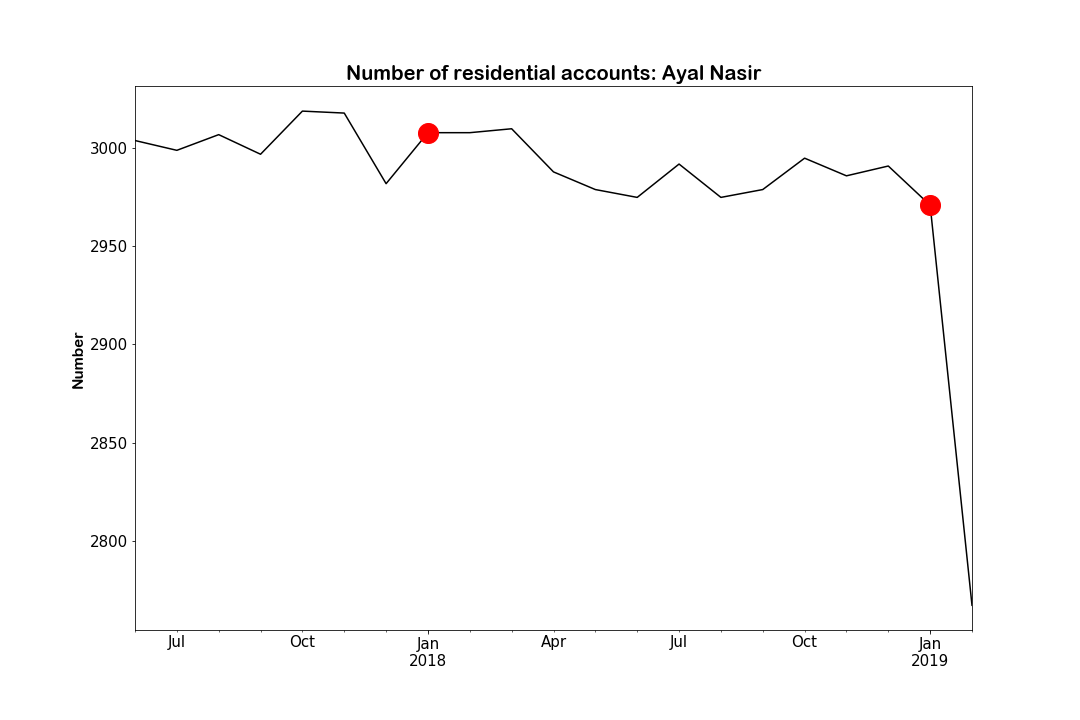 Number of residential accounts: Ayal Nasir
3000
2950
2900
2850
2800
Number
Jul
Oct
Jan
2018
Apr
Jul
Oct
Jan
2019